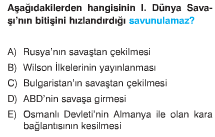 Aşağıdakilerden hangisinin I. Dünya Sava-
şı'nın bitişini hızlandırdığı savunulamaz?
A) Rusya'nın savaştan çekilmesi
B) Wilson İlkelerinin yayınlanması
C) Bulgaristan'ın savaştan çekilmesi
D) ABD'nin savaşa girmesi
E) Osmanlı Devleti'nin Almanya ile olan kara
bağlantısının kesilmesi